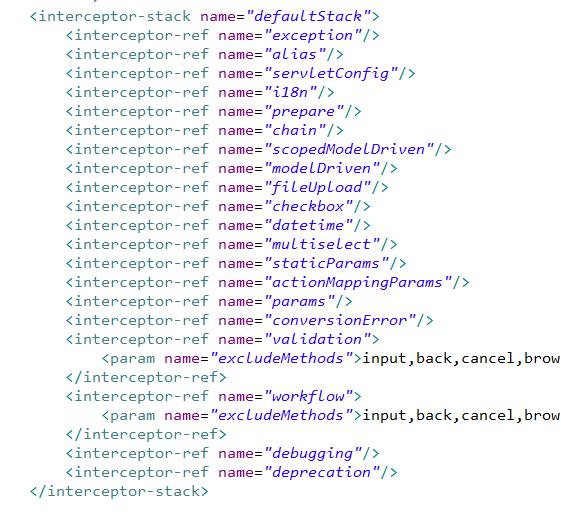 <interceptor-stack name="defaultStack">
<interceptor-ref name="exception"/>
<interceptor-ref name="alias"/>
<interceptor-ref name="servletConfig"/>
<interceptor-ref name="i18n"/>
<interceptor-ref name="prepare"/>
<interceptor-ref name="chain"/>
<interceptor-ref name="scopedModelDriven"/>
<interceptor-ref name="modelDriven"/>
<interceptor-ref name="fileUpload"/>
<interceptor-ref name="checkbox"/>
<interceptor-ref name="datetime"/>
<interceptor-ref name="multiselect"/>
<interceptor-ref name="staticParams"/>
<interceptor-ref name="actionMappingParams"/>
<interceptor-ref name="params"/>
<interceptor-ref name="conversionError"/>
<interceptor-ref name="validation">
<param name="excludeMethods">input,back,cancel,brow
</interceptor-ref>
<interceptor-ref name="workflow">
<param name="excludeMethods">input,back,cancel,brow
</interceptor-ref>
<interceptor-ref name="debugging"/>
<interceptor-ref name="deprecation"/>
</interceptor-stack>